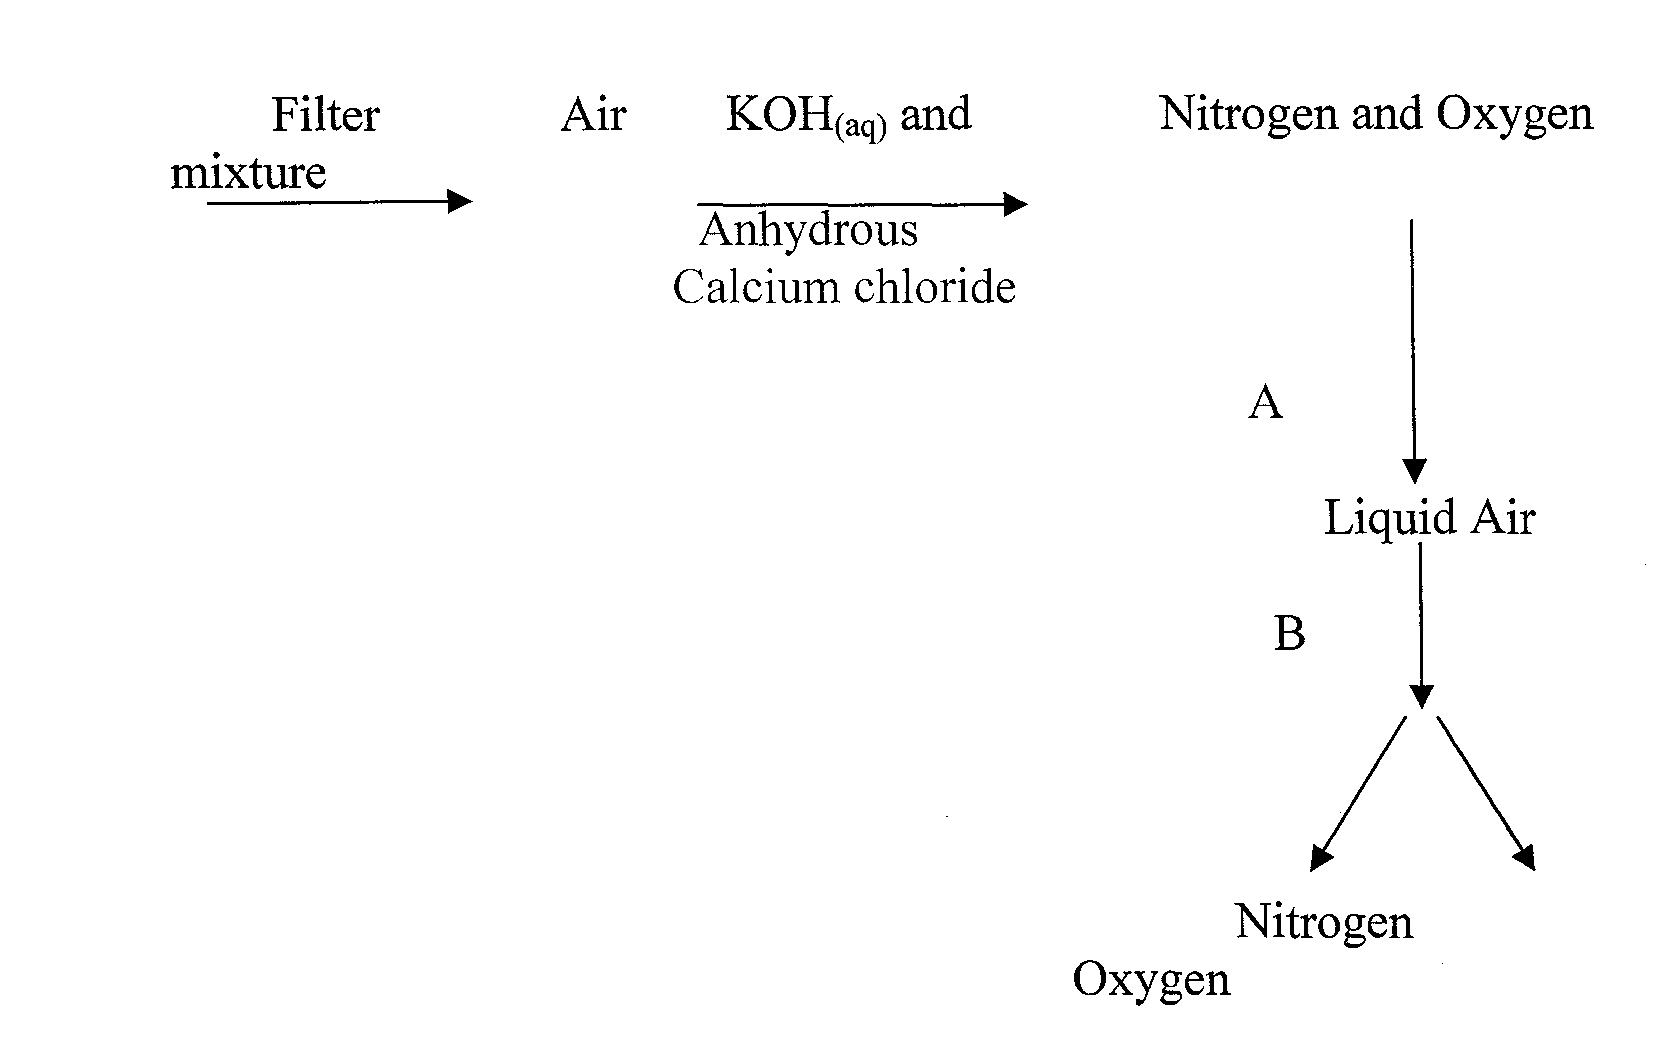 Filter Air KOH(aq) and Nitrogen and Oxygen
mixture
Anhydrous
Calcium chloride
A
Liquid Air
B
Nitrogen
Oxygen